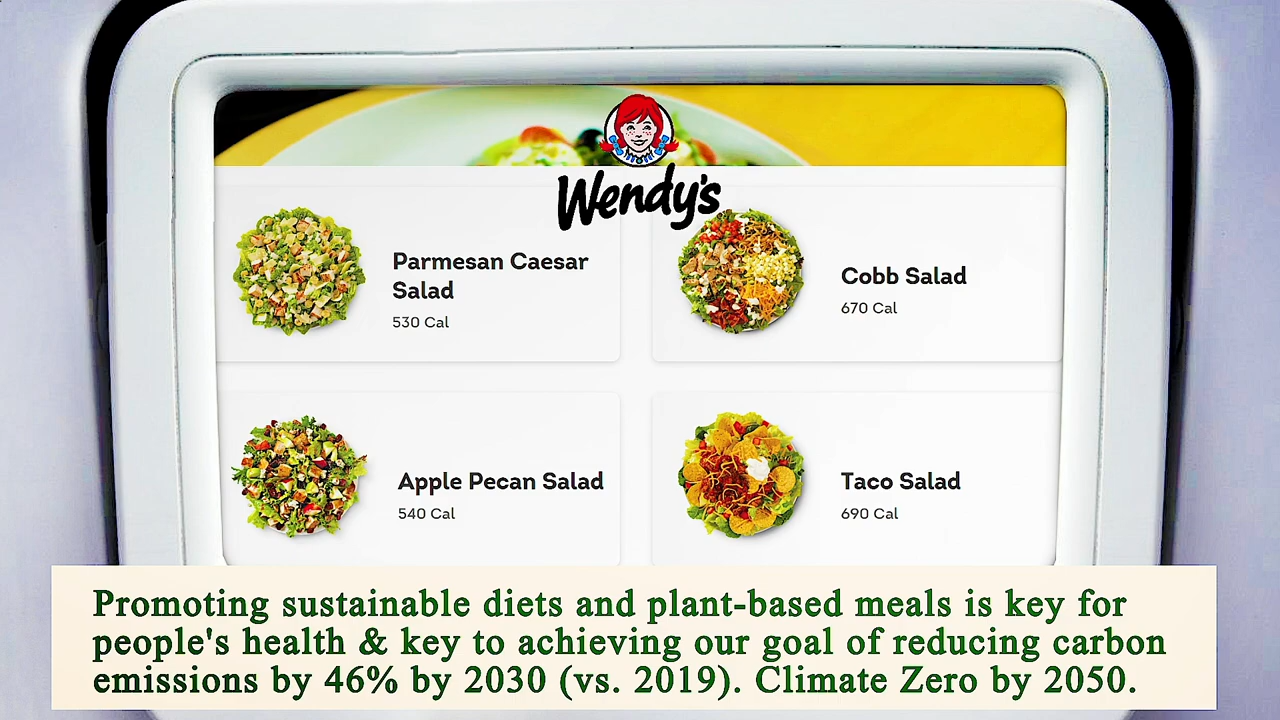 Wendy's
Parmesan Caesar
Salad
530 Cal
Cobb Salad
670 Cal
Apple Pecan Salad
540 Cal
Taco Salad
690 Cal
Promoting sustainable diets and plant-based meals is key for
people's health & key to achieving our goal of reducing carbon
emissions by 46% by 2030 (vs. 2019). Climate Zero by 2050.